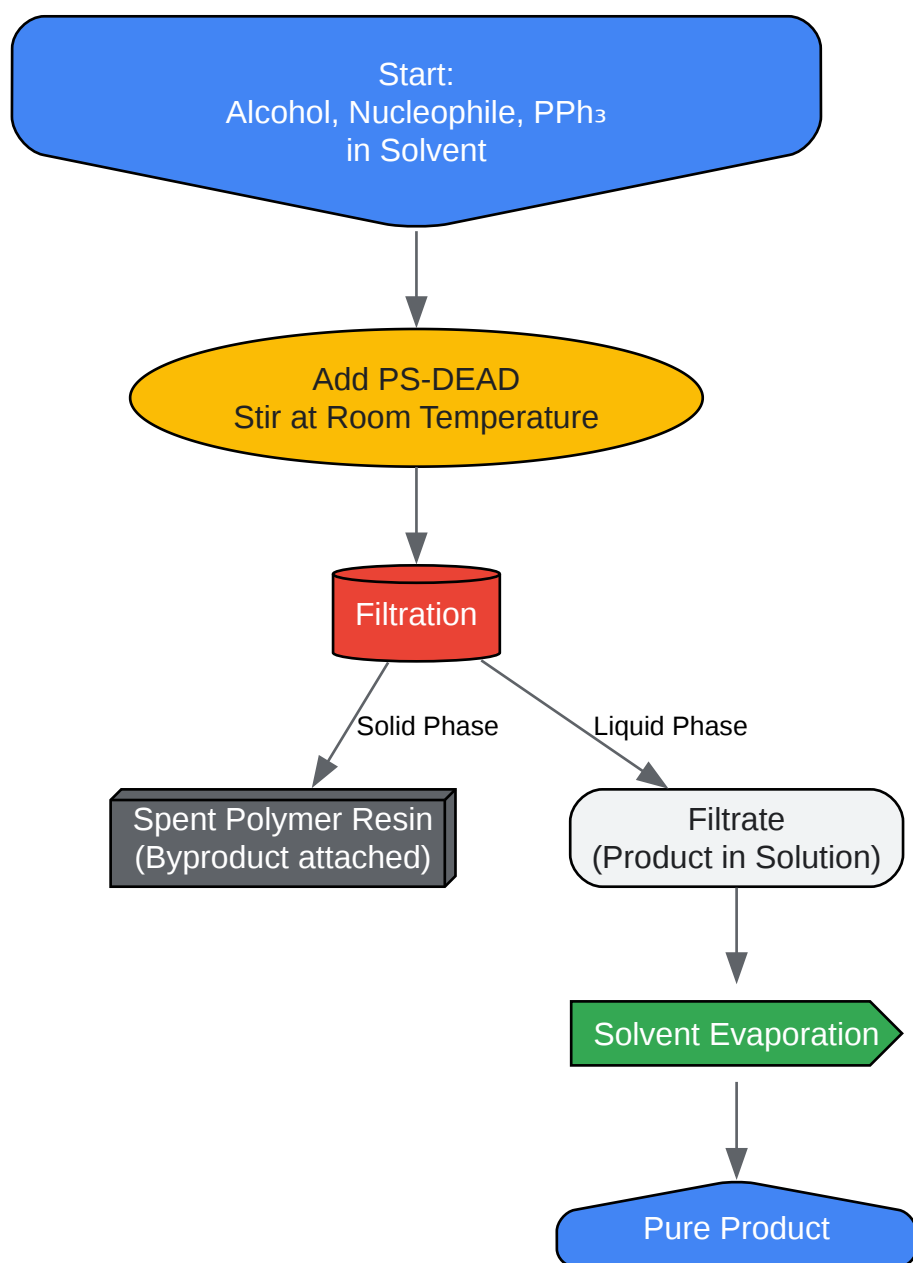 Start:
Alcohol, Nucleophile, PPh₃
in Solvent
Add PS-DEAD
Stir at Room Temperature
Filtration
Solid Phase
Liquid Phase
Spent Polymer Resin
(Byproduct attached)
Filtrate
(Product in Solution)
Solvent Evaporation
Pure Product